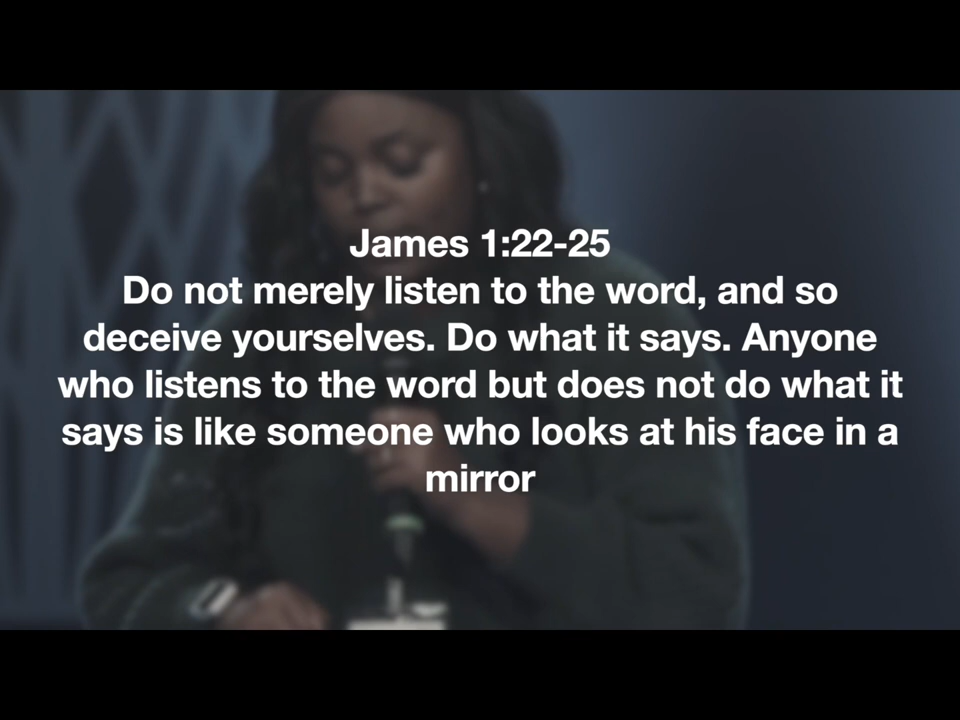 James 1:22-25
Do not merely listen to the word, and so
deceive yourselves. Do what it says. Anyone
who listens to the word but does not do what it
says is like someone who looks at his face in a
mirror